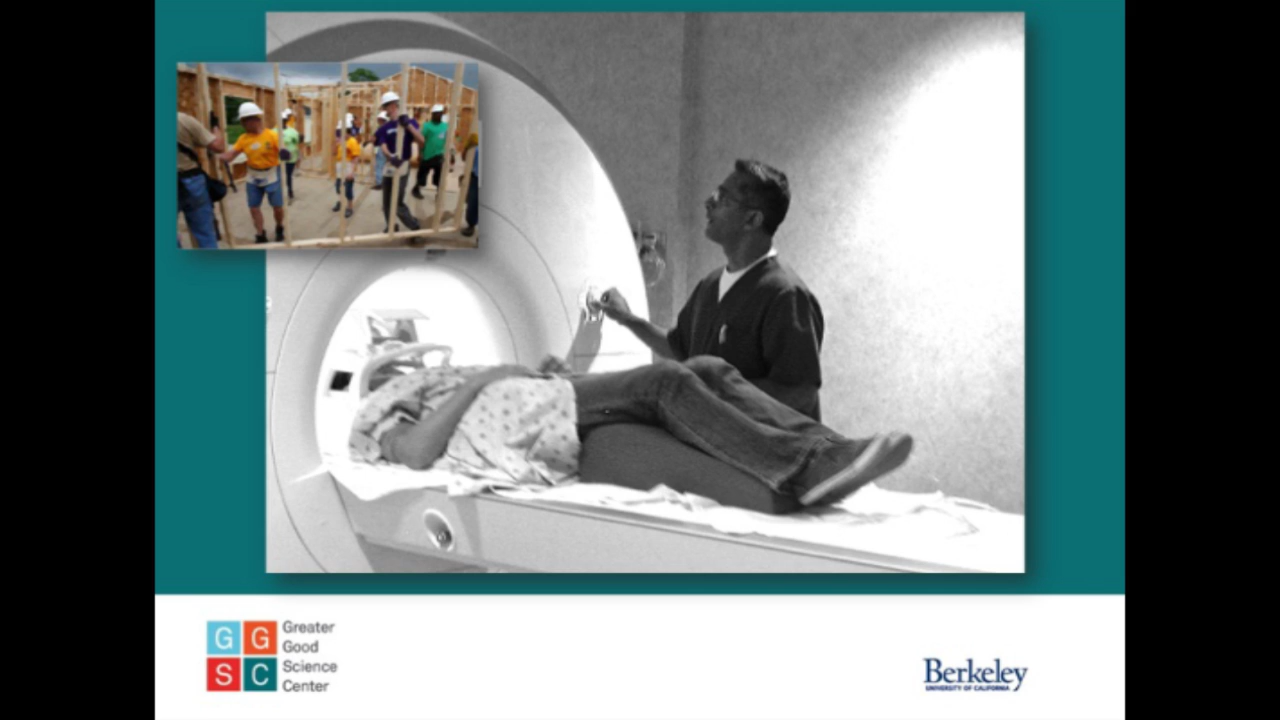 G G
S C
Greater
Good
Science
Center
Berkeley
UNIVERSITY OF CALIFORNIA